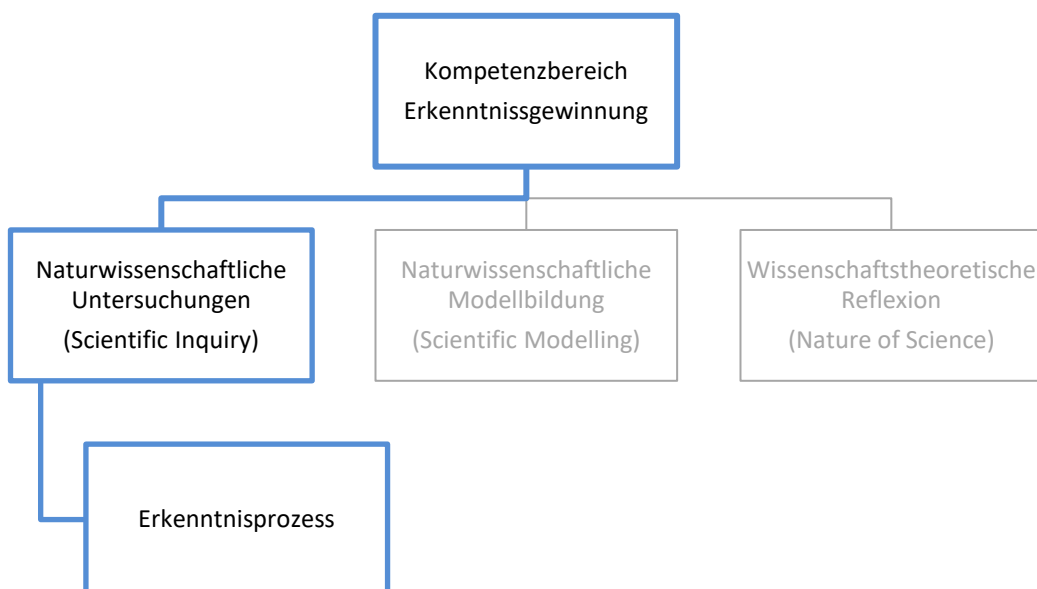 Kompetenzbereich
Erkenntnissgewinnung
Naturwissenschaftliche
Untersuchungen
(Scientific Inquiry)
Naturwissenschaftliche
Modellbildung
(Scientific Modelling)
Wissenschaftstheoretische
Reflexion
(Nature of Science)
Erkenntnisprozess